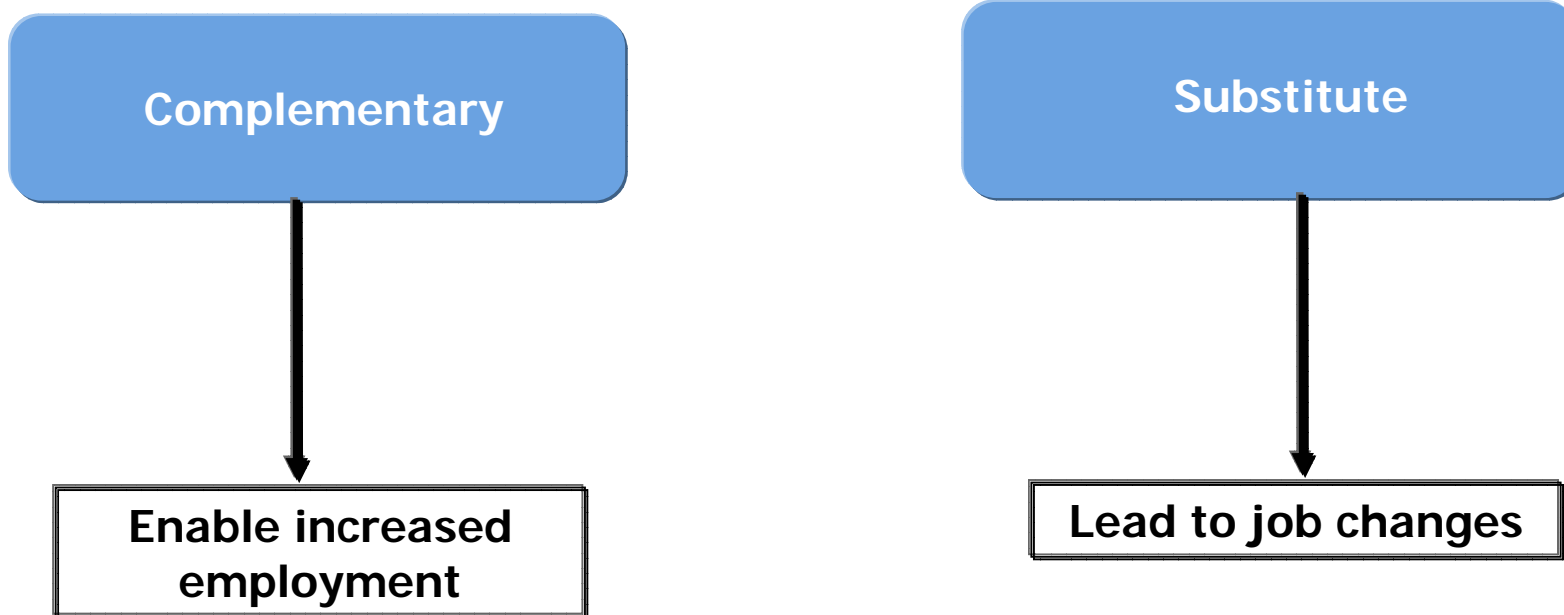 Complementary
Substitute
Enable increased
employment
Lead to job changes